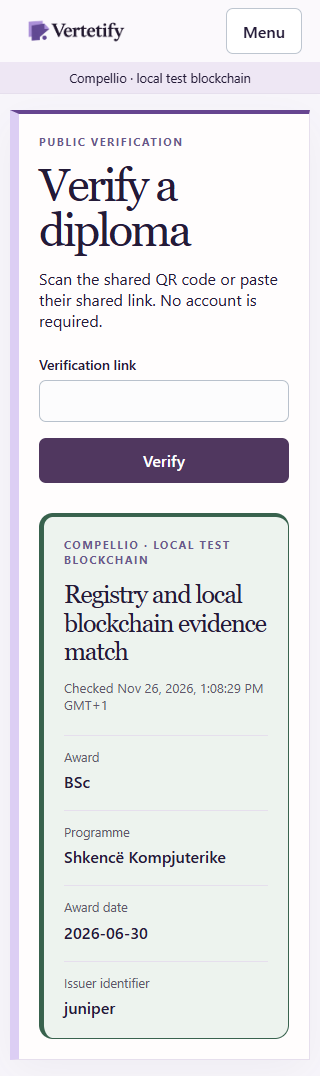 Vertetify
Menu
Compellio · local test blockchain
PUBLIC VERIFICATION
Verify a
diploma
Scan the shared QR code or paste
their shared link. No account is
required.
Verification link
Verify
COMPELLIO · LOCAL TEST
BLOCKCHAIN
Registry and local
blockchain evidence
match
Checked Nov 26, 2026, 1:08:29 PM
GMT+1
Award
BSc
Programme
Shkencë Kompjuterike
Award date
2026-06-30
Issuer identifier
juniper